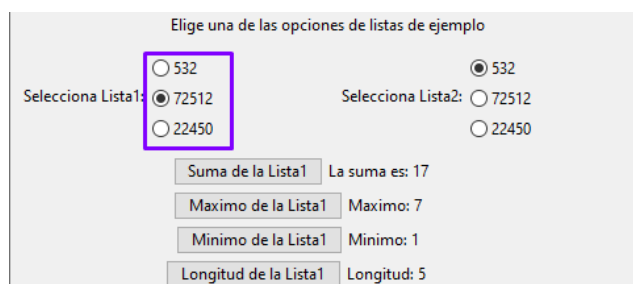 Elige una de las opciones de listas de ejemplo
532
532
Selecciona Lista1: 72512
Selecciona Lista2: 72512
22450
22450
Suma de la Lista1 La suma es: 17
Maximo de la Lista1 Maximo: 7
Minimo de la Lista1 Minimo: 1
Longitud de la Lista1 Longitud: 5